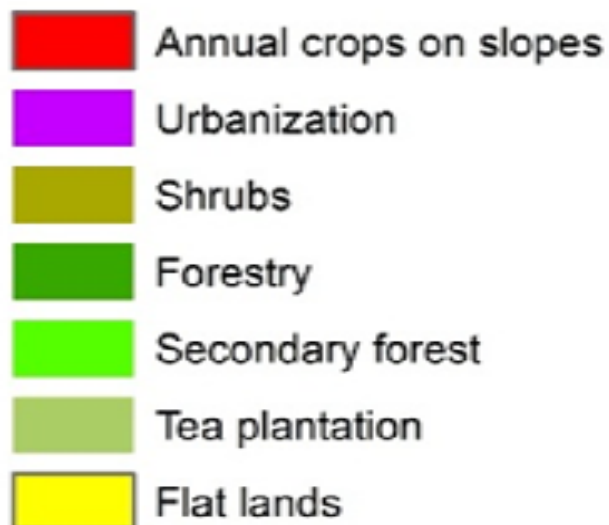 Annual crops on slopes
Urbanization
Shrubs
Forestry
Secondary forest
Tea plantation
Flat lands